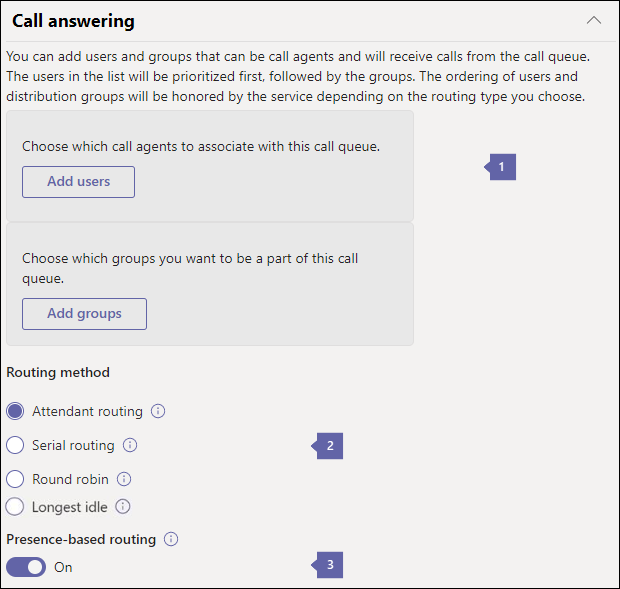 Call answering
You can add users and groups that can be call agents and will receive calls from the call queue.
The users in the list will be prioritized first, followed by the groups. The ordering of users and
distribution groups will be honored by the service depending on the routing type you choose.
Choose which call agents to associate with this call queue.
Add users
1
Choose which groups you want to be a part of this call
queue.
Add groups
Routing method
Attendant routing
Serial routing
2
Round robin
Longest idle
Presence-based routing
On
3